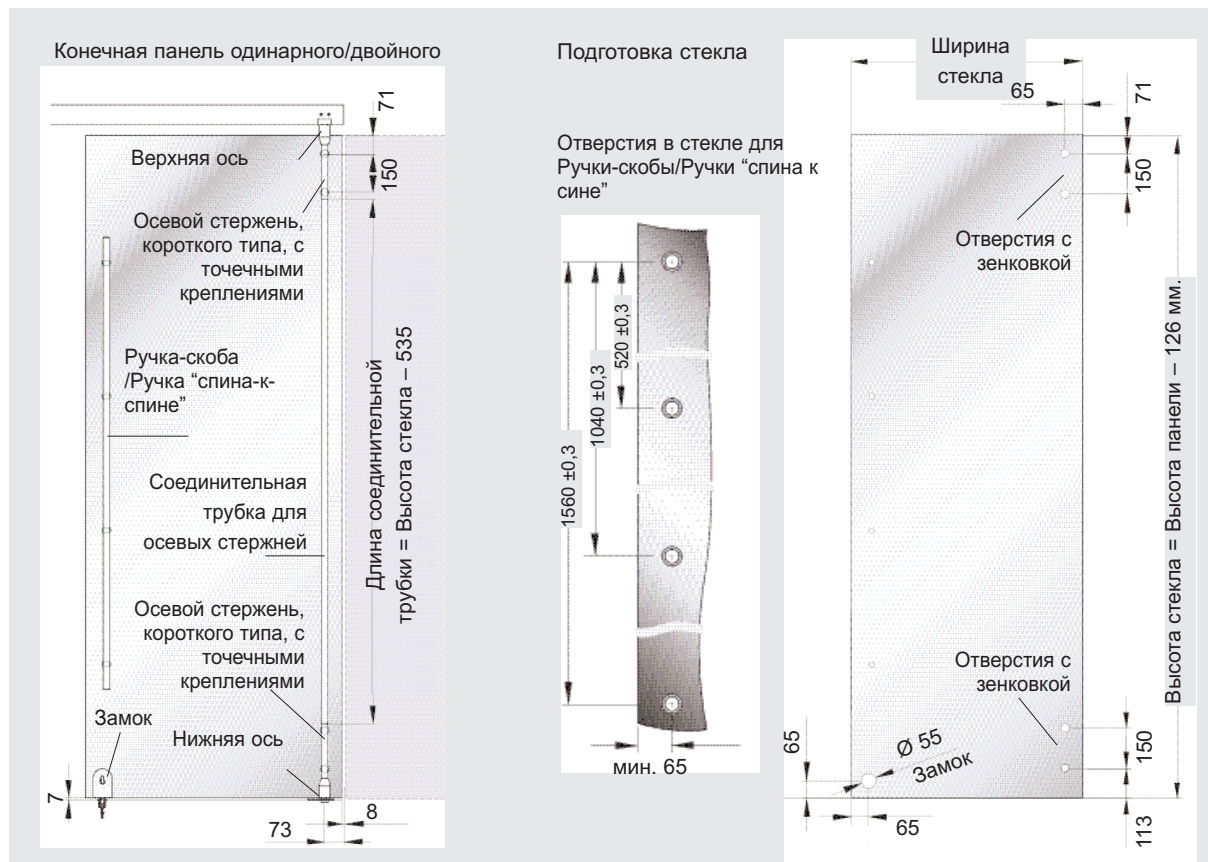 Конечная панель одинарного/двойного
71
Верхняя ось
150
Осевой стержень,
короткого типа, с
точечными
креплениями
Ручка-скоба
/Ручка “спина-к-
спине”
Соединительная
трубка для
осевых стержней
Длина соединительной
трубки = Высота стекла – 535
Осевой стержень,
короткого типа, с
точечными
креплениями
Замок
Нижняя ось
7
8
73
Подготовка стекла
Отверстия в стекле для
Ручки-скобы/Ручки “спина к
сине”
520 ±0,3
1040 ±0,3
1560 ±0,3
мин. 65
Ширина
стекла
65
71
150
Отверстия с
зенковкой
Высота стекла = Высота панели – 126 мм.
Отверстия с
зенковкой
65
Ø 55
Замок
150
65
113